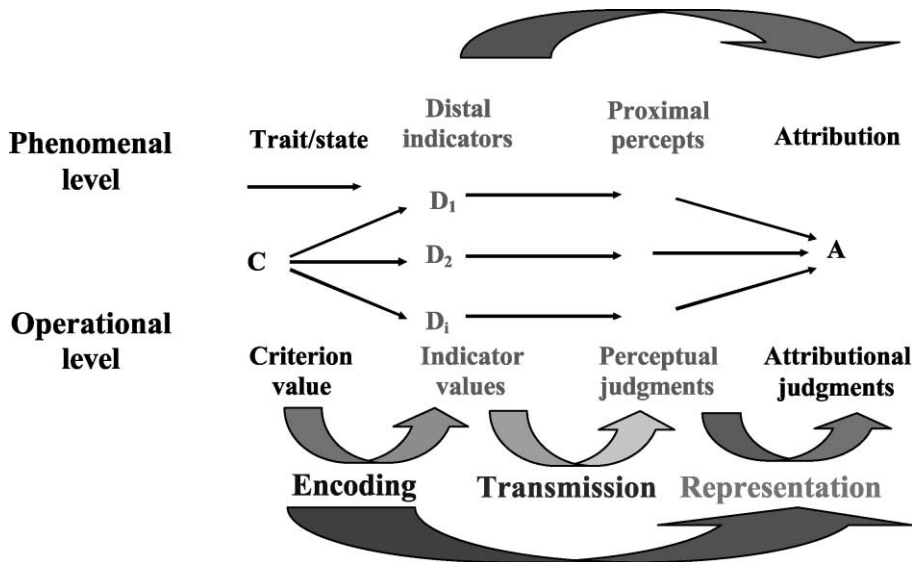 Distal
indicators
Proximal
percepts
Phenomenal
level
Trait/state
Attribution
D₁
C
D₂
A
Dᵢ
Operational
level
Criterion
value
Indicator
values
Perceptual
judgments
Attributional
judgments
Encoding
Transmission
Representation